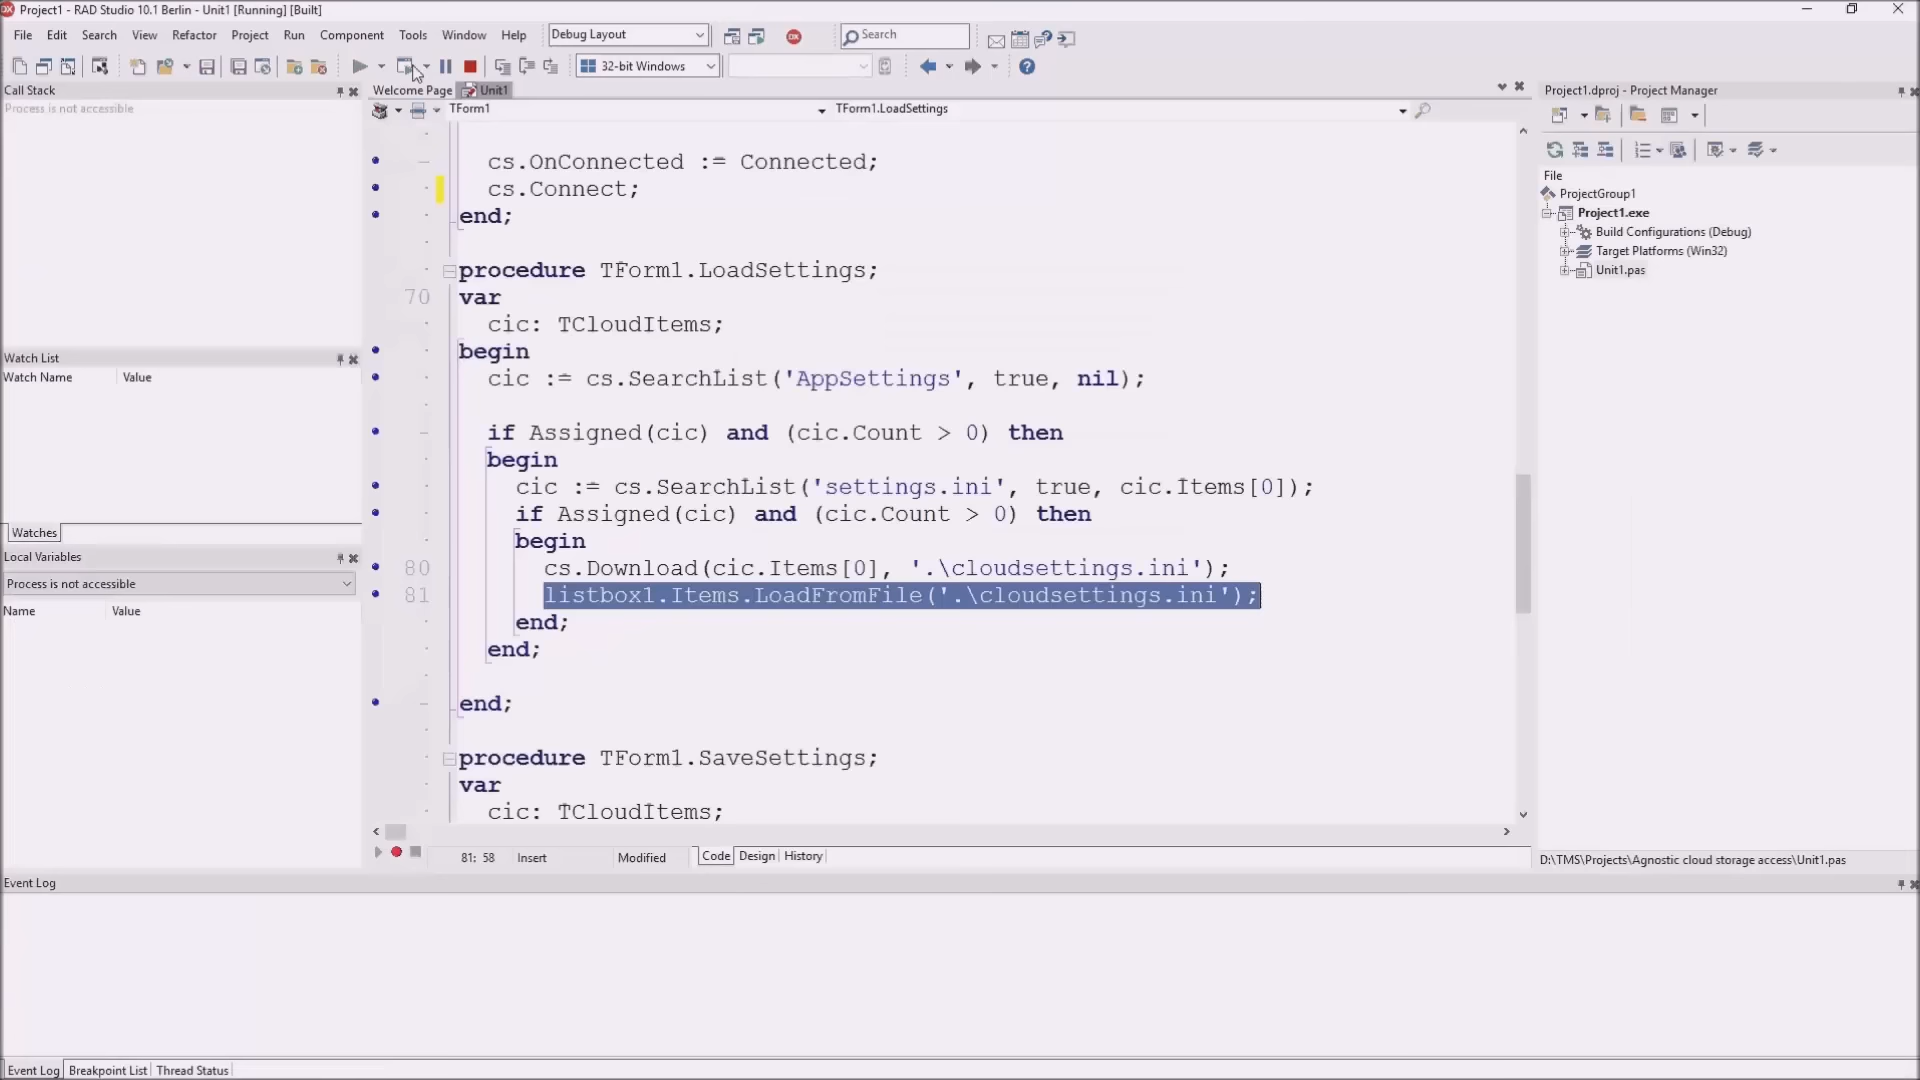 Project1 - RAD Studio 10.1 Berlin - Unit1 [Running] [Built]
File Edit Search View Refactor Project Run Component Tools Window Help Debug Layout Search
32-bit Windows
Call Stack
Process is not accessible
Welcome Page Unit1
TForm1 TForm1.LoadSettings
cs.OnConnected := Connected;
cs.Connect;
end;
procedure TForm1.LoadSettings;
70 var
cic: TCloudItems;
begin
cic := cs.SearchList('AppSettings', true, nil);
if Assigned(cic) and (cic.Count > 0) then
begin
cic := cs.SearchList('settings.ini', true, cic.Items[0]);
if Assigned(cic) and (cic.Count > 0) then
begin
80 cs.Download(cic.Items[0], '.\cloudsettings.ini');
81 listbox1.Items.LoadFromFile('.\cloudsettings.ini');
end;
end;
end;
procedure TForm1.SaveSettings;
var
cic: TCloudItems;
81: 58 Insert Modified Code Design History
Watch List
Watch Name Value
Watches
Local Variables
Process is not accessible
Name Value
Project1.dproj - Project Manager
File
ProjectGroup1
Project1.exe
Build Configurations (Debug)
Target Platforms (Win32)
Unit1.pas
D:\TMS\Projects\Agnostic cloud storage access\Unit1.pas
Event Log
Event Log Breakpoint List Thread Status